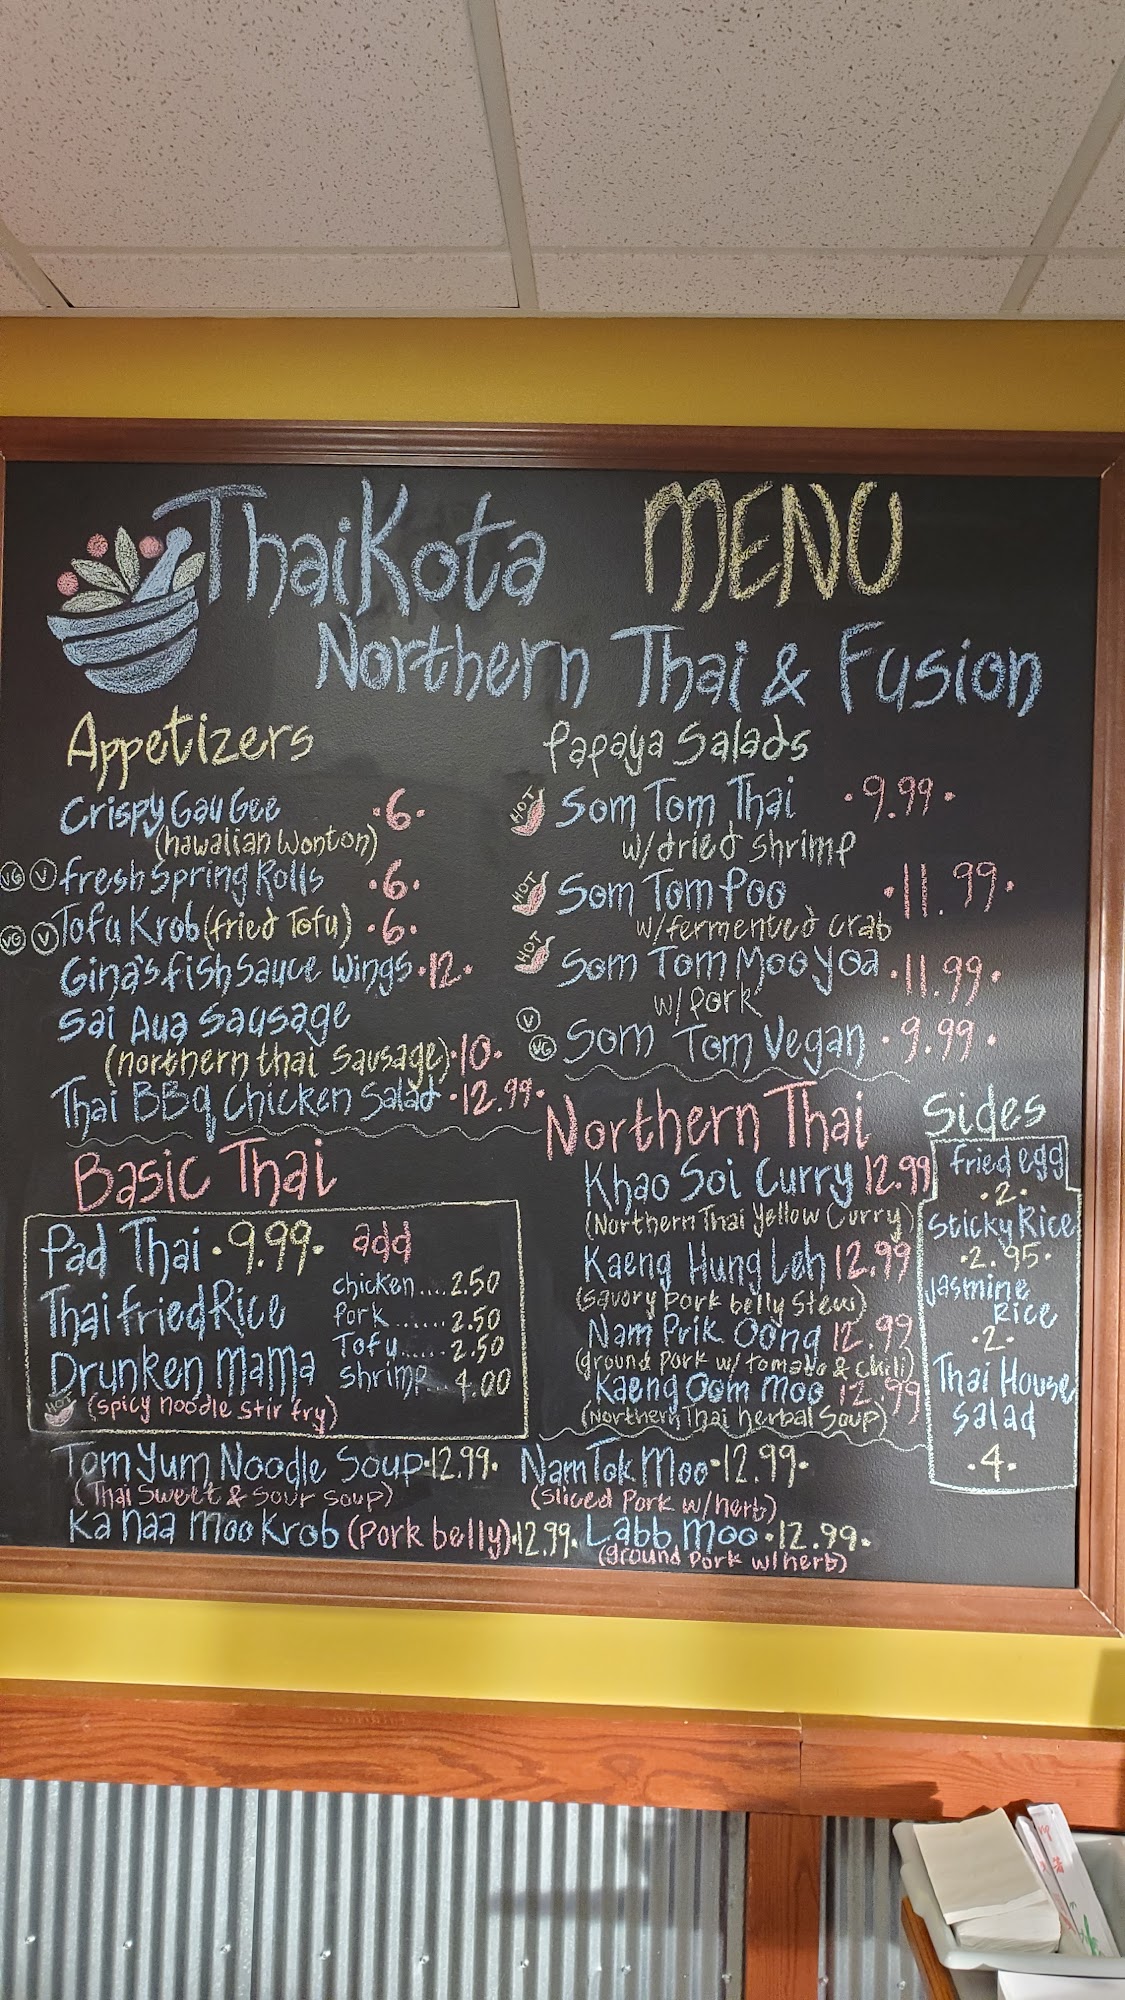 ThaiKota MENU
Northern Thai & Fusion
Appetizers
Crispy Gau Gee •6•
(hawaiian wonton)
VG V fresh Spring Rolls •6•
VG V Tofu Krob (fried Tofu) •6•
Gina's fish Sauce Wings •12•
Sai Aua Sausage
(northern thai Sausage) •10•
Thai BBq Chicken Salad •12.99•
Papaya Salads
HOT Som Tom Thai •9.99•
w/dried shrimp
HOT Som Tom Poo •11.99•
w/fermented crab
HOT Som Tom Moo yoa •11.99•
w/ pork
V VG Som Tom Vegan •9.99•
Basic Thai
Pad Thai •9.99•
Thai fried Rice
Drunken Mama
HOT (spicy noodle stir fry)
add
chicken....2.50
Pork.......2.50
Tofu......2.50
shrimp..4.00
Northern Thai
Khao Soi Curry 12.99
(Northern Thai Yellow Curry)
Kaeng Hung Leh 12.99
(savory pork belly stew)
Nam Prik Oong 12.99
(ground pork w/ tomato & chili)
Kaeng Oom Moo 12.99
(Northern Thai herbal Soup)
Sides
fried egg
•2•
Sticky Rice
•2.95•
Jasmine
Rice
•2•
Thai House
Salad
•4•
Tom Yum Noodle Soup •12.99•
(Thai Sweet & Sour Soup)
Ka naa moo Krob (Pork belly) •12.99•
Nam Tok Moo •12.99•
(Sliced Pork w/herb)
Labb moo •12.99•
(ground pork w/herb)